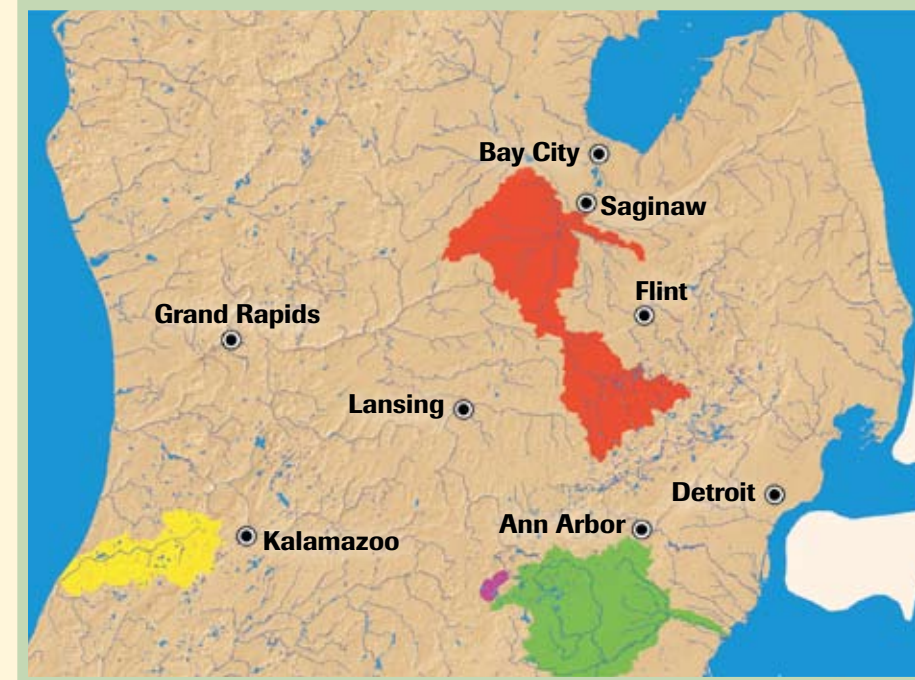 Bay City
Saginaw
Flint
Grand Rapids
Lansing
Detroit
Ann Arbor
Kalamazoo